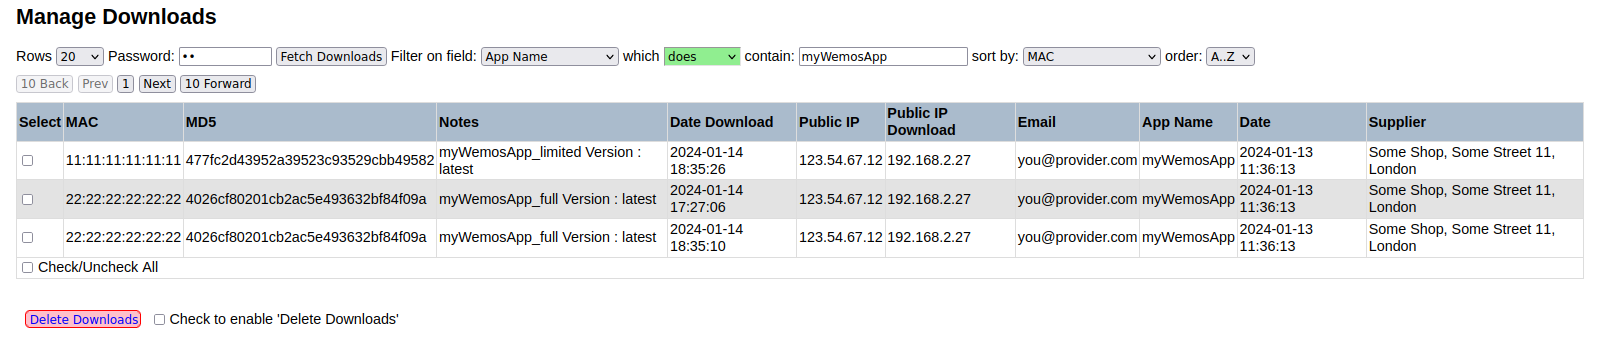 Manage Downloads
Rows 20 Password: •• Fetch Downloads Filter on field: App Name which does contain: myWemosApp sort by: MAC order: A..Z
10 Back Prev 1 Next 10 Forward
Select MAC MD5 Notes Date Download Public IP Public IP Download Email App Name Date Supplier
11:11:11:11:11:11 477fc2d43952a39523c93529cbb49582 myWemosApp_limited Version : latest 2024-01-14 18:35:26 123.54.67.12 192.168.2.27 you@provider.com myWemosApp 2024-01-13 11:36:13 Some Shop, Some Street 11, London
22:22:22:22:22:22 4026cf80201cb2ac5e493632bf84f09a myWemosApp_full Version : latest 2024-01-14 17:27:06 123.54.67.12 192.168.2.27 you@provider.com myWemosApp 2024-01-13 11:36:13 Some Shop, Some Street 11, London
22:22:22:22:22:22 4026cf80201cb2ac5e493632bf84f09a myWemosApp_full Version : latest 2024-01-14 18:35:10 123.54.67.12 192.168.2.27 you@provider.com myWemosApp 2024-01-13 11:36:13 Some Shop, Some Street 11, London
Check/Uncheck All
Delete Downloads Check to enable 'Delete Downloads'